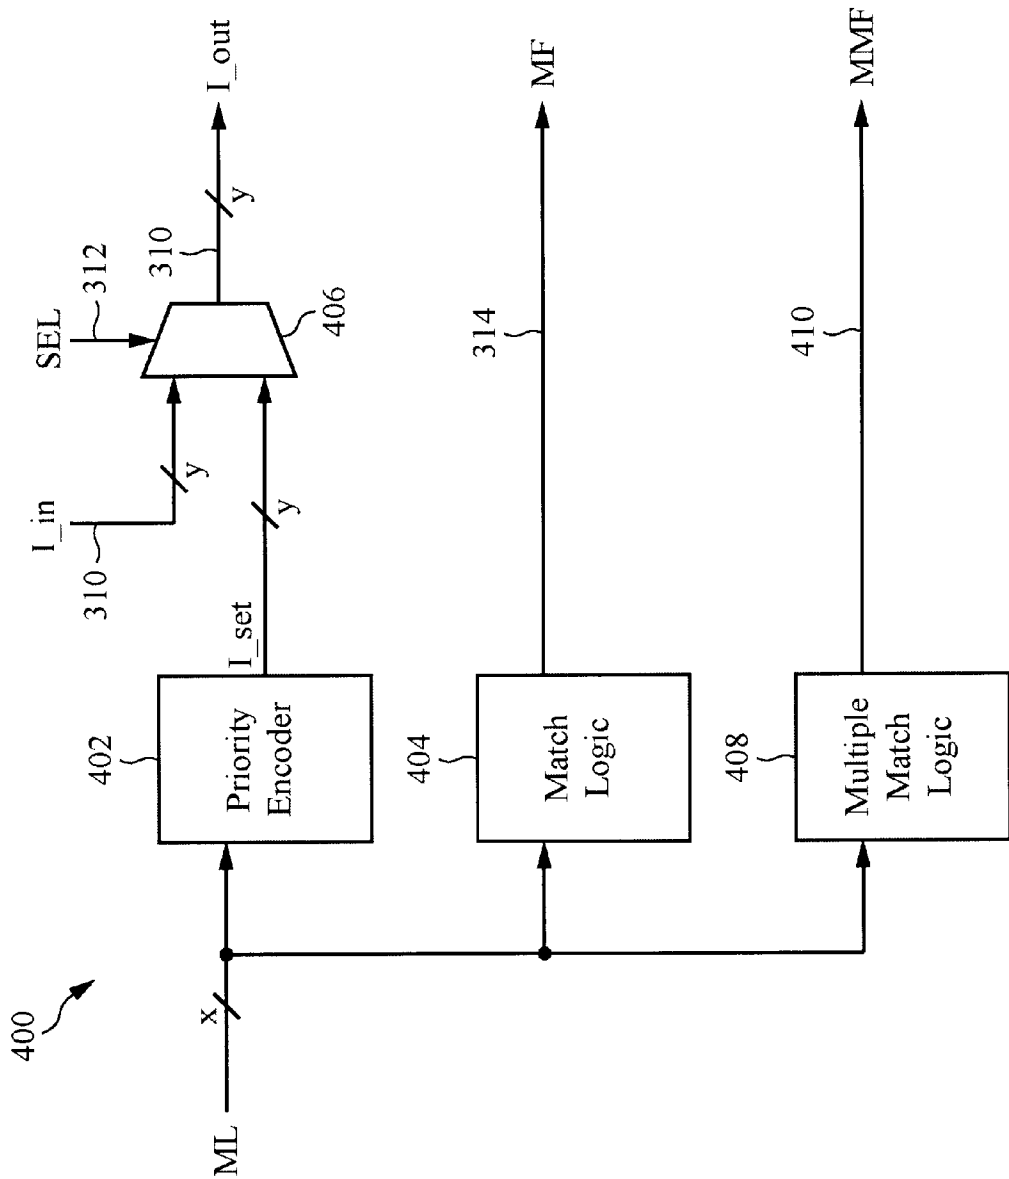 400
ML
x
402
Priority
Encoder
I_set
y
I_in
310
y
SEL
312
406
310
y
I_out
404
Match
Logic
314
MF
408
Multiple
Match
Logic
410
MMF